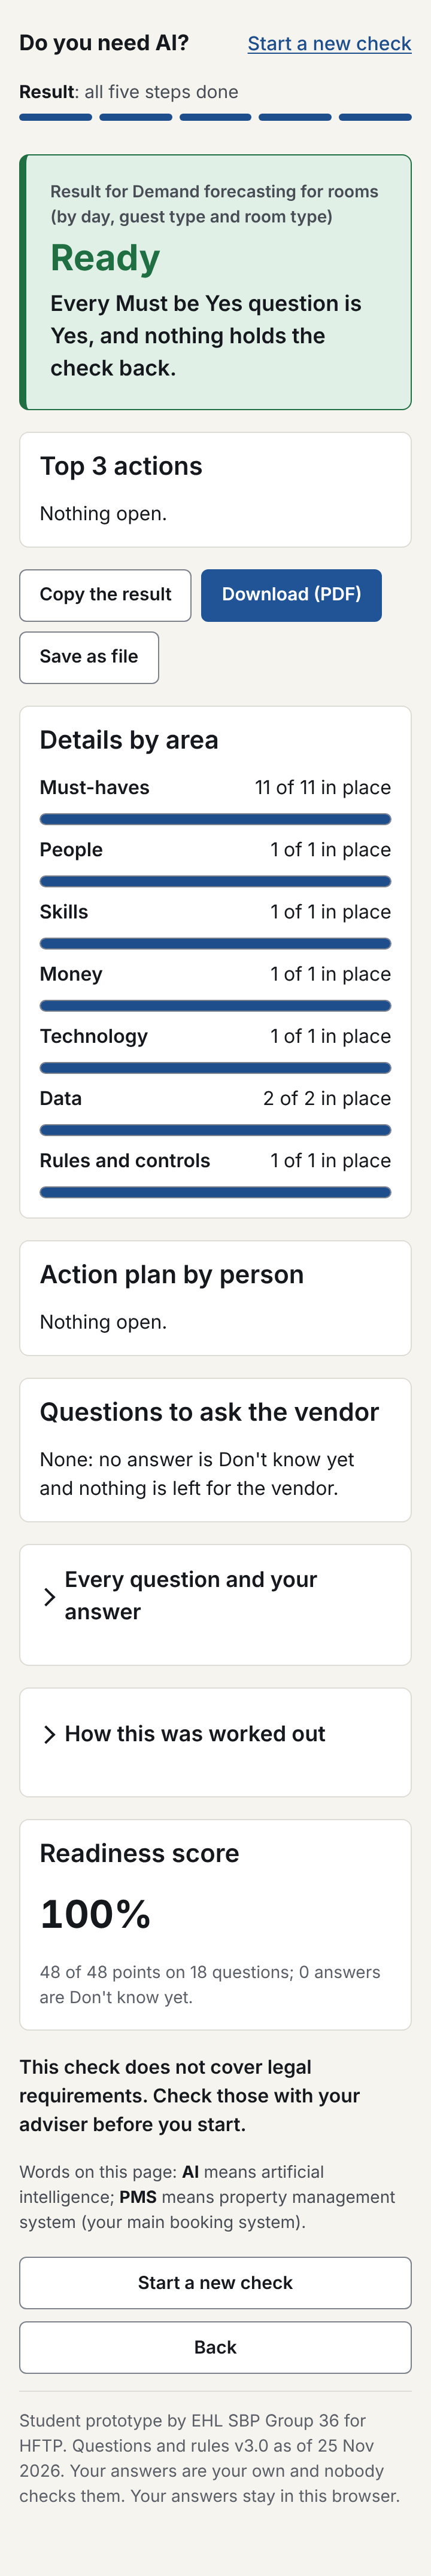 Do you need AI? Start a new check
Result: all five steps done
Result for Demand forecasting for rooms
(by day, guest type and room type)
Ready
Every Must be Yes question is
Yes, and nothing holds the
check back.
Top 3 actions
Nothing open.
Copy the result Download (PDF)
Save as file
Details by area
Must-haves 11 of 11 in place
People 1 of 1 in place
Skills 1 of 1 in place
Money 1 of 1 in place
Technology 1 of 1 in place
Data 2 of 2 in place
Rules and controls 1 of 1 in place
Action plan by person
Nothing open.
Questions to ask the vendor
None: no answer is Don't know yet
and nothing is left for the vendor.
Every question and your
answer
How this was worked out
Readiness score
100%
48 of 48 points on 18 questions; 0 answers
are Don't know yet.
This check does not cover legal
requirements. Check those with your
adviser before you start.
Words on this page: AI means artificial
intelligence; PMS means property management
system (your main booking system).
Start a new check
Back
Student prototype by EHL SBP Group 36 for
HFTP. Questions and rules v3.0 as of 25 Nov
2026. Your answers are your own and nobody
checks them. Your answers stay in this browser.